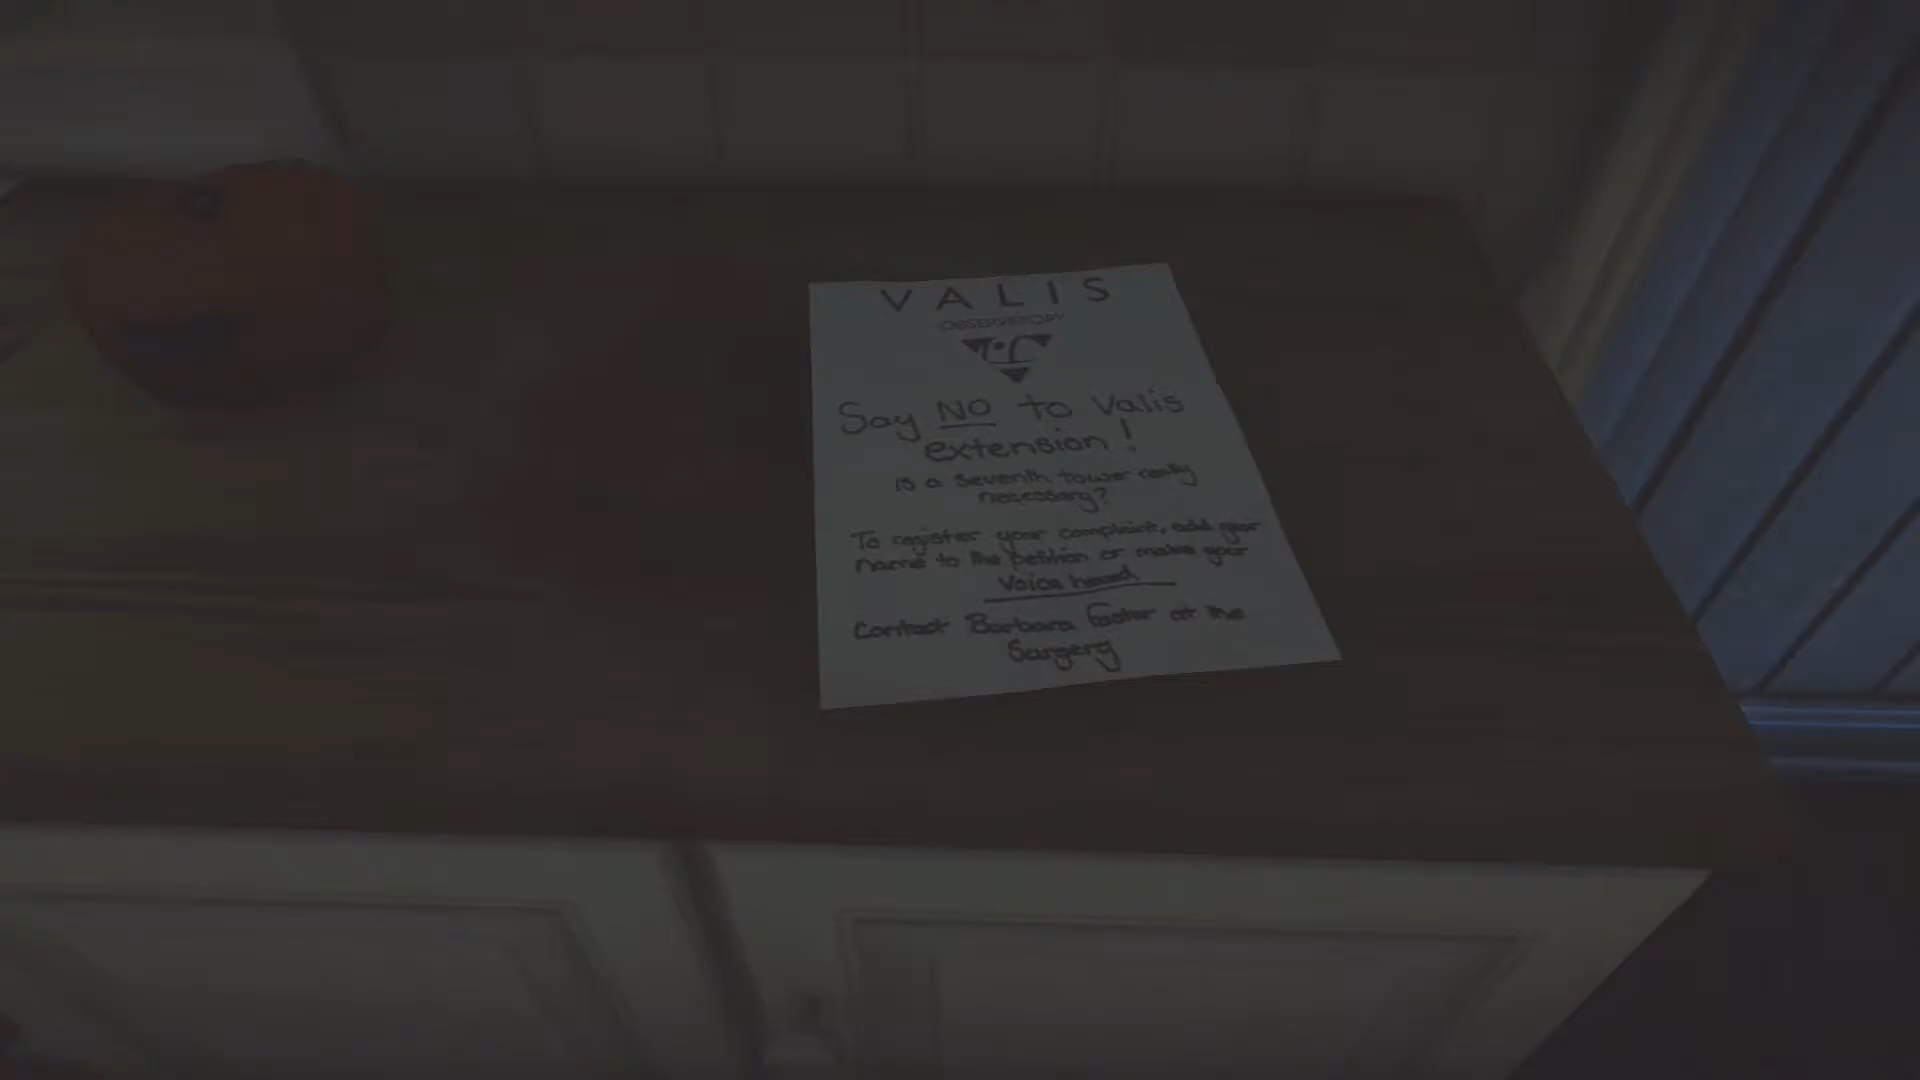 VALIS
OBSERVATORY
Say NO to Valis
extension!
is a seventh tower really
necessary?
To register your complaint, add your
name to the petition or make your
Voice heard
Contact Barbara Foster at the
Surgery